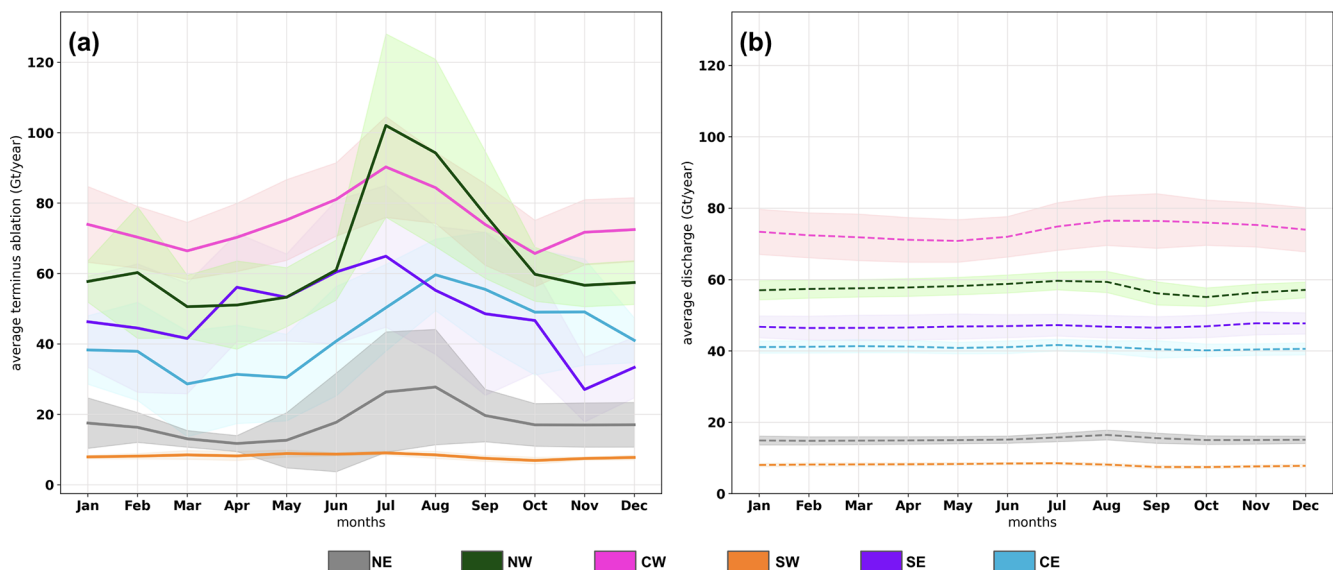 (a)
average terminus ablation (Gt/year)
120
100
80
60
40
20
0
Jan Feb Mar Apr May Jun Jul Aug Sep Oct Nov Dec
months
(b)
average discharge (Gt/year)
120
100
80
60
40
20
0
Jan Feb Mar Apr May Jun Jul Aug Sep Oct Nov Dec
months
NE NW CW SW SE CE